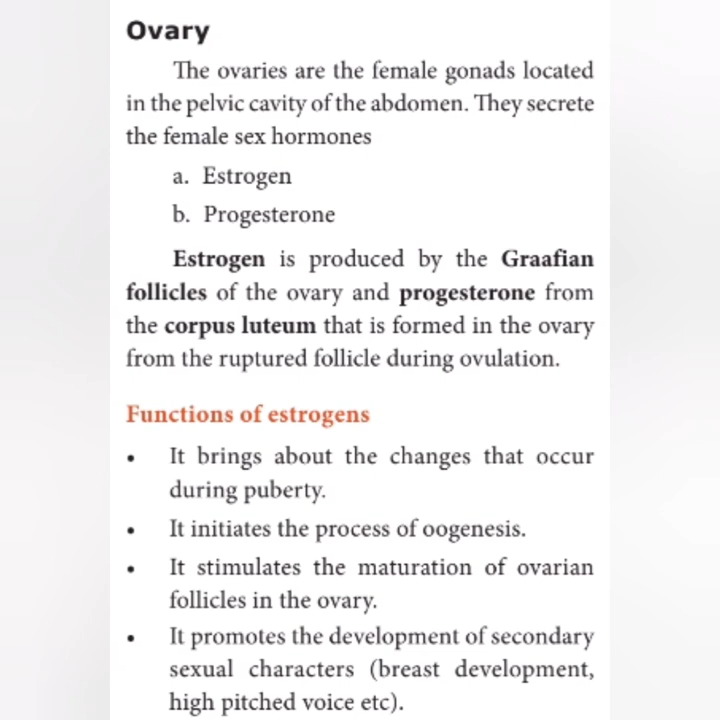 Ovary
The ovaries are the female gonads located
in the pelvic cavity of the abdomen. They secrete
the female sex hormones
a. Estrogen
b. Progesterone
Estrogen is produced by the Graafian
follicles of the ovary and progesterone from
the corpus luteum that is formed in the ovary
from the ruptured follicle during ovulation.
Functions of estrogens
• It brings about the changes that occur
during puberty.
• It initiates the process of oogenesis.
• It stimulates the maturation of ovarian
follicles in the ovary.
• It promotes the development of secondary
sexual characters (breast development,
high pitched voice etc).